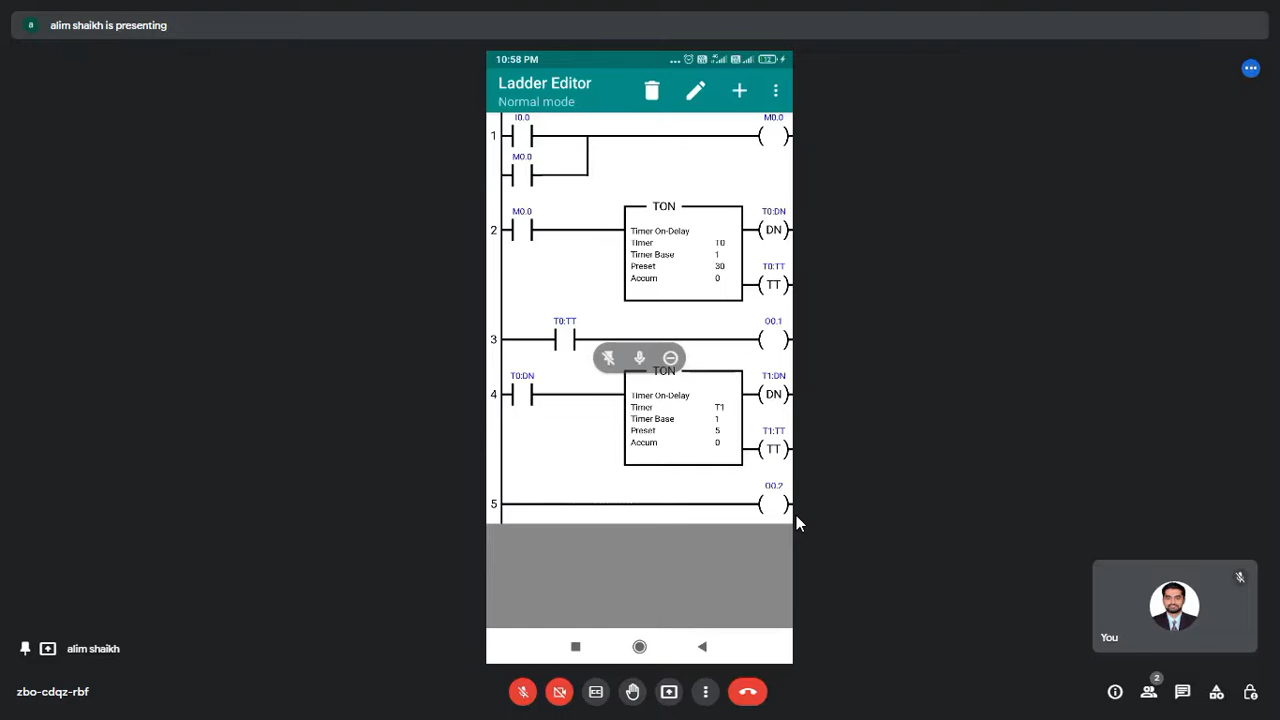 a alim shaikh is presenting
10:58 PM
12
Ladder Editor
Normal mode
I0.0
M0.0
1
M0.0
M0.0
TON
T0:DN
2
Timer On-Delay
DN
Timer T0
Timer Base 1
Preset 30
T0:TT
Accum 0
TT
T0:TT
O0.1
3
TON
T0:DN
T1:DN
4
Timer On-Delay
DN
Timer T1
Timer Base 1
Preset 5
T1:TT
Accum 0
TT
O0.2
5
You
alim shaikh
zbo-cdqz-rbf
2